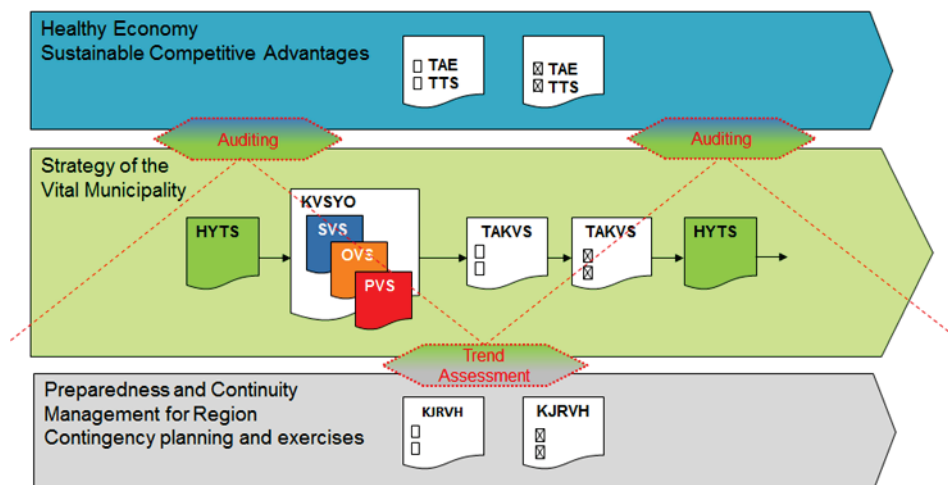 Healthy Economy
Sustainable Competitive Advantages
TAE
TTS
TAE
TTS
Auditing
Auditing
Strategy of the
Vital Municipality
HYTS
KVSYO
SVS
OVS
PVS
TAKVS
TAKVS
HYTS
Trend
Assessment
Preparedness and Continuity
Management for Region
Contingency planning and exercises
KJRVH
KJRVH